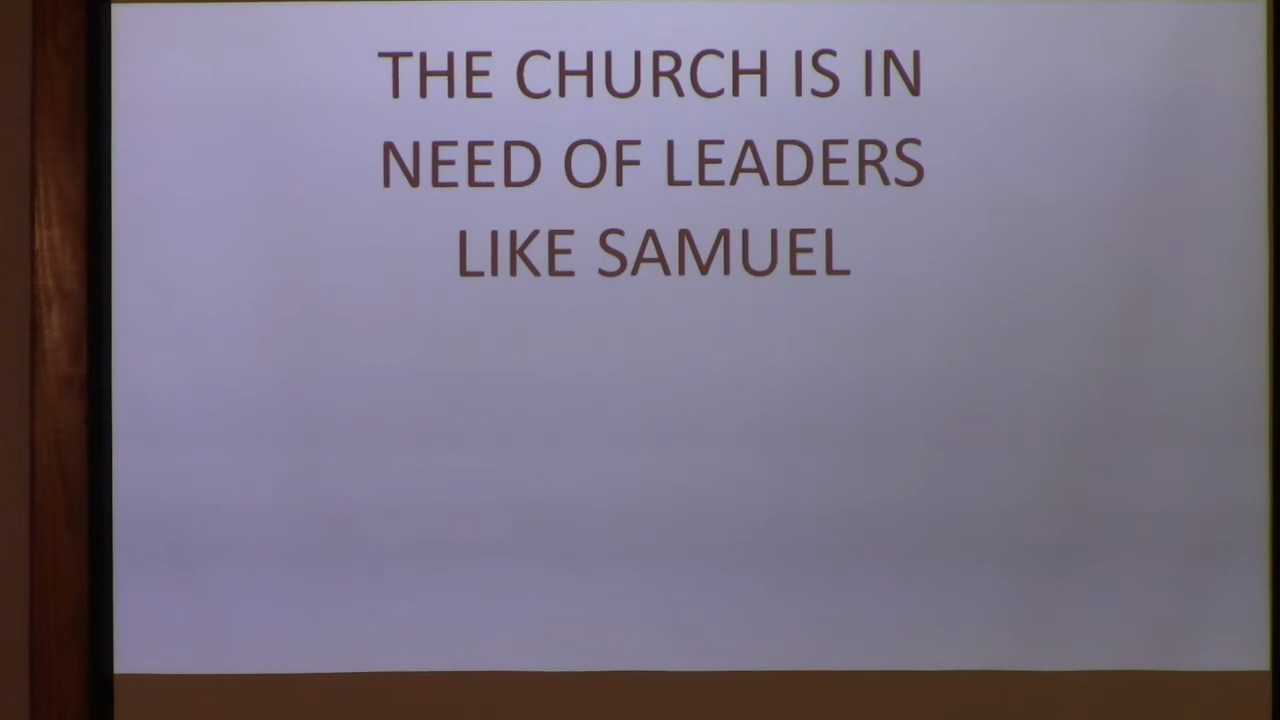 THE CHURCH IS IN
NEED OF LEADERS
LIKE SAMUEL